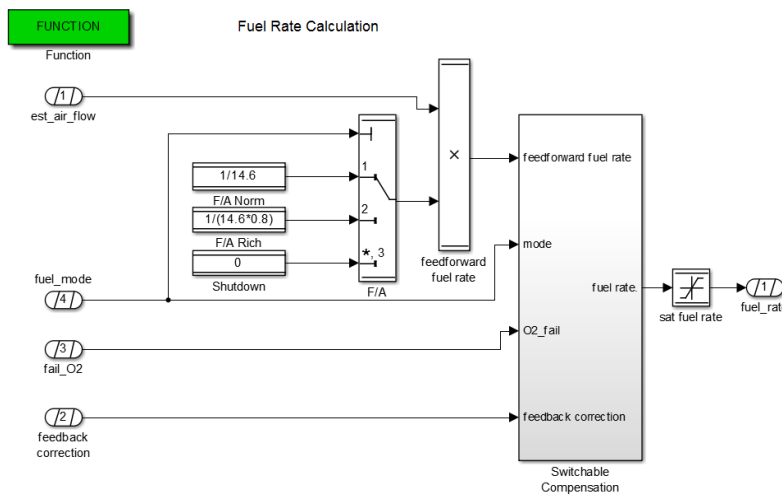 FUNCTION
Fuel Rate Calculation
Function
1
est_air_flow
1/14.6
F/A Norm
1/(14.6*0.8)
F/A Rich
0
Shutdown
1
2
*, 3
F/A
×
feedforward
fuel rate
fuel_mode
4
3
fail_O2
2
feedback
correction
feedforward fuel rate
mode
O2_fail
feedback correction
fuel rate.
Switchable
Compensation
sat fuel rate
1
fuel_rate